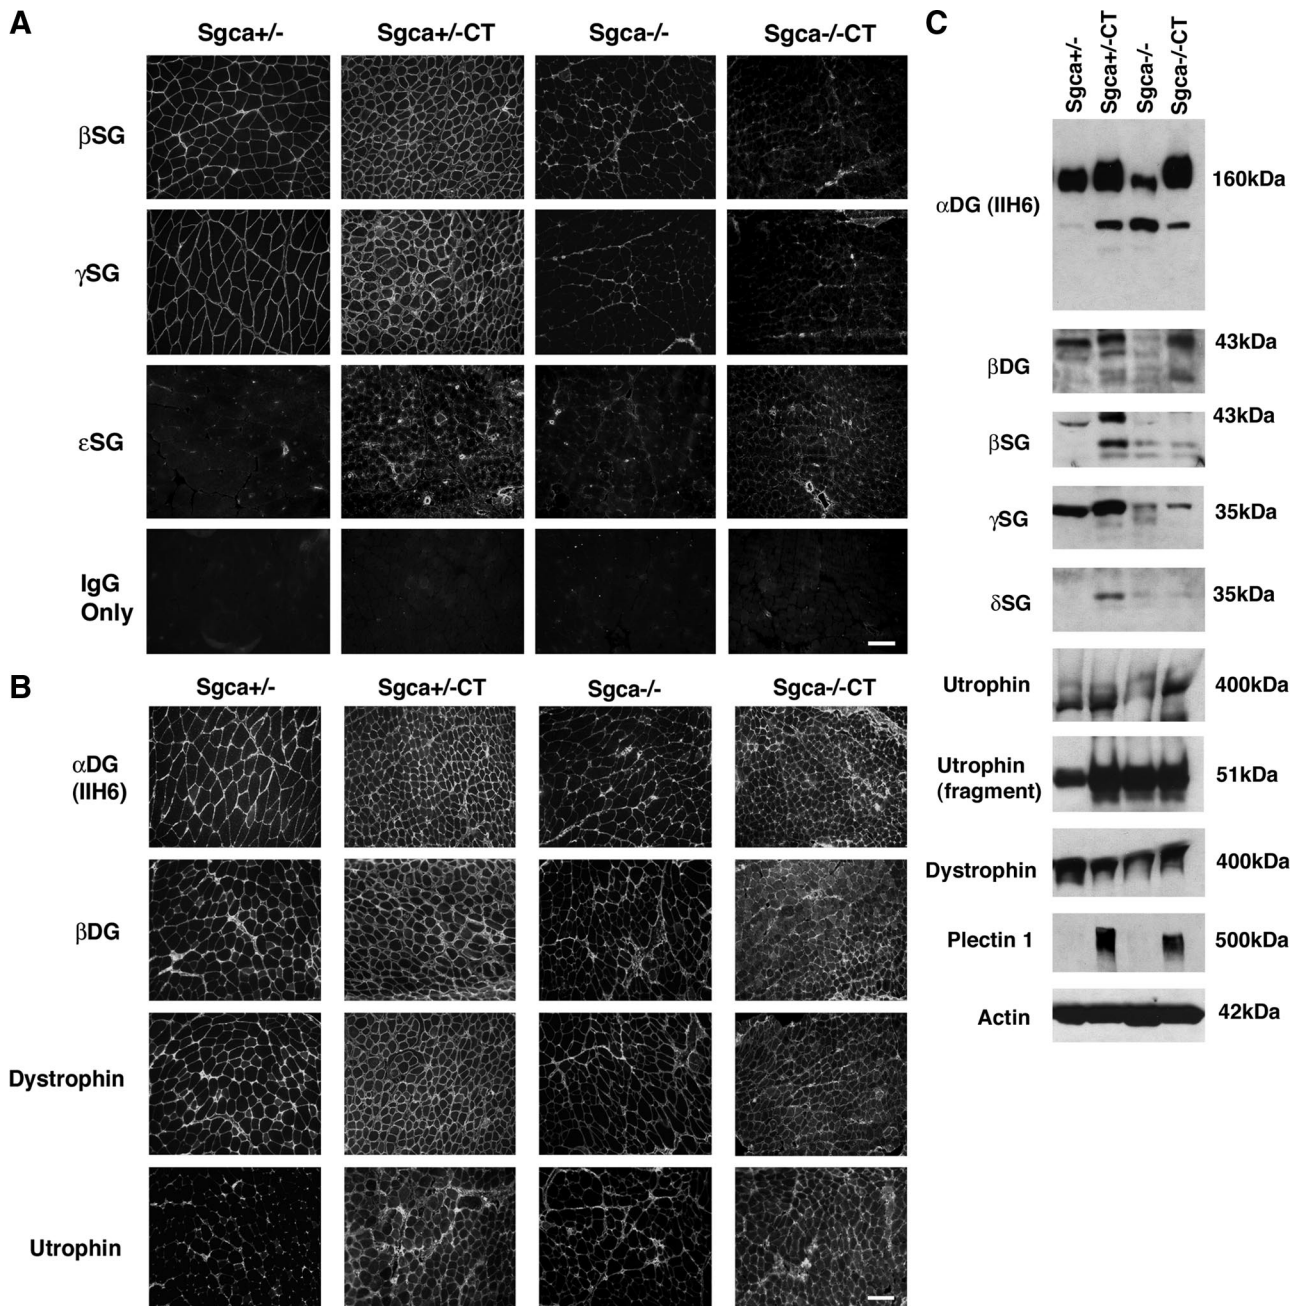 A
Sgca+/-
Sgca+/-CT
Sgca-/-
Sgca-/-CT
βSG
γSG
εSG
IgG
Only
B
Sgca+/-
Sgca+/-CT
Sgca-/-
Sgca-/-CT
αDG
(IIH6)
βDG
Dystrophin
Utrophin
C
Sgca+/-
Sgca+/-CT
Sgca-/-
Sgca-/-CT
αDG (IIH6)
160kDa
βDG
43kDa
βSG
43kDa
γSG
35kDa
δSG
35kDa
Utrophin
400kDa
Utrophin
(fragment)
51kDa
Dystrophin
400kDa
Plectin 1
500kDa
Actin
42kDa